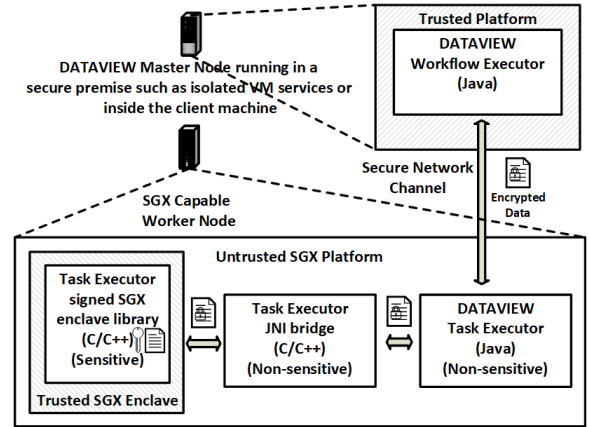 Trusted Platform
DATAVIEW
Workflow Executor
(Java)
DATAVIEW Master Node running in a
secure premise such as isolated VM services or
inside the client machine
Secure Network
Channel
Encrypted
Data
SGX Capable
Worker Node
Untrusted SGX Platform
Task Executor
signed SGX
enclave library
(C/C++)
(Sensitive)
Trusted SGX Enclave
Task Executor
JNI bridge
(C/C++)
(Non-sensitive)
DATAVIEW
Task Executor
(Java)
(Non-sensitive)